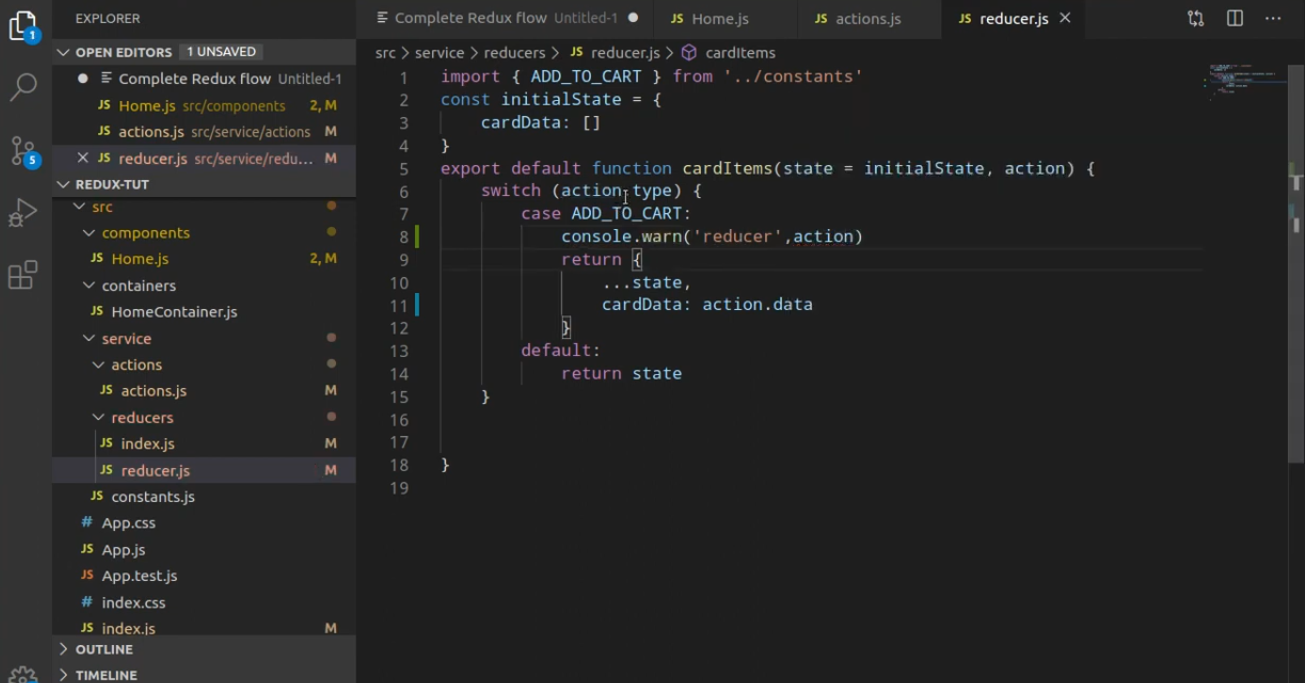 EXPLORER
Complete Redux flow Untitled-1
JS Home.js
JS actions.js
JS reducer.js
1
OPEN EDITORS 1 UNSAVED
Complete Redux flow Untitled-1
JS Home.js src/components 2, M
JS actions.js src/service/actions M
JS reducer.js src/service/redu... M
5
REDUX-TUT
src
components
JS Home.js 2, M
containers
JS HomeContainer.js
service
actions
JS actions.js M
reducers
JS index.js M
JS reducer.js M
JS constants.js
# App.css
JS App.js
JS App.test.js
# index.css
JS index.js M
OUTLINE
TIMELINE
src > service > reducers > JS reducer.js > cardItems
1 import { ADD_TO_CART } from '../constants'
2 const initialState = {
3 cardData: []
4 }
5 export default function cardItems(state = initialState, action) {
6 switch (action.type) {
7 case ADD_TO_CART:
8 console.warn('reducer',action)
9 return {
10 ...state,
11 cardData: action.data
12 }
13 default:
14 return state
15 }
16
17
18 }
19